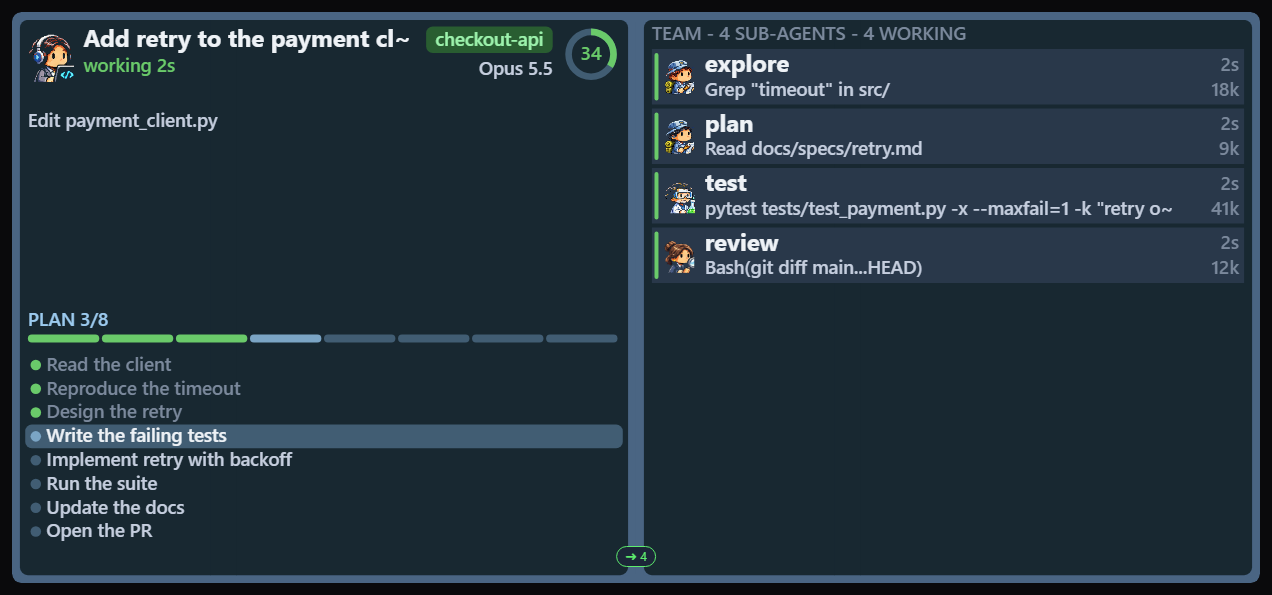 Add retry to the payment cl~
checkout-api
34
working 2s
Opus 5.5
Edit payment_client.py
PLAN 3/8
Read the client
Reproduce the timeout
Design the retry
Write the failing tests
Implement retry with backoff
Run the suite
Update the docs
Open the PR
→ 4
TEAM - 4 SUB-AGENTS - 4 WORKING
explore
2s
Grep "timeout" in src/
18k
plan
2s
Read docs/specs/retry.md
9k
test
2s
pytest tests/test_payment.py -x --maxfail=1 -k "retry o~
41k
review
2s
Bash(git diff main...HEAD)
12k